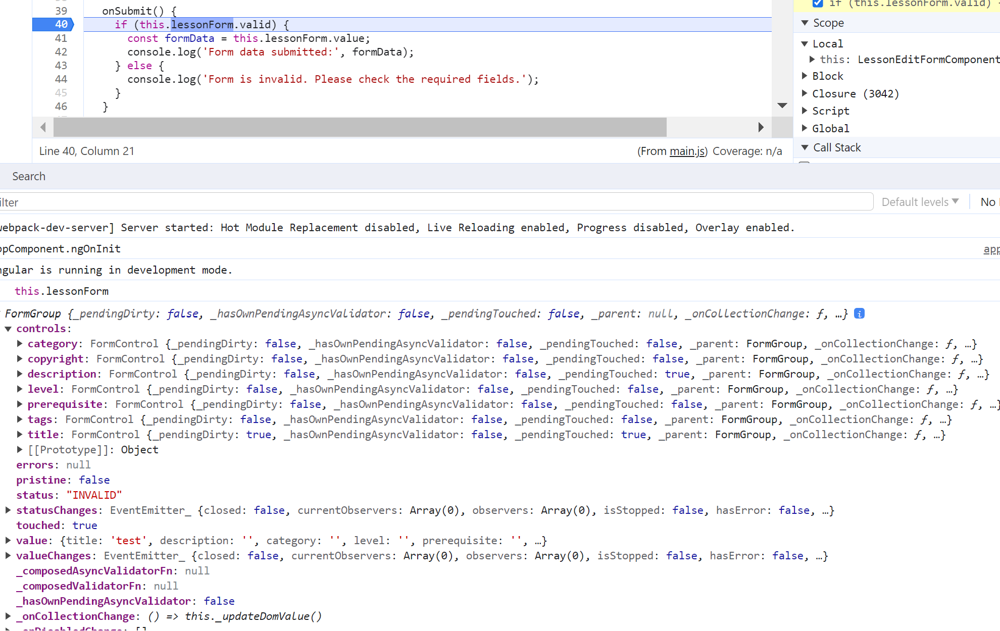 39 onSubmit() {
40 if (this.lessonForm.valid) {
41 const formData = this.lessonForm.value;
42 console.log('Form data submitted:', formData);
43 } else {
44 console.log('Form is invalid. Please check the required fields.');
45 }
46 }
Line 40, Column 21
(From main.js) Coverage: n/a
if (this.lessonForm.valid)
Scope
Local
this: LessonEditFormComponent
Block
Closure (3042)
Script
Global
Call Stack
Search
ilter
Default levels
No
webpack-dev-server] Server started: Hot Module Replacement disabled, Live Reloading enabled, Progress disabled, Overlay enabled.
ppComponent.ngOnInit
app
ngular is running in development mode.
this.lessonForm
FormGroup {_pendingDirty: false, _hasOwnPendingAsyncValidator: false, _pendingTouched: false, _parent: null, _onCollectionChange: ƒ, …}
controls:
category: FormControl {_pendingDirty: false, _hasOwnPendingAsyncValidator: false, _pendingTouched: false, _parent: FormGroup, _onCollectionChange: ƒ, …}
copyright: FormControl {_pendingDirty: false, _hasOwnPendingAsyncValidator: false, _pendingTouched: false, _parent: FormGroup, _onCollectionChange: ƒ, …}
description: FormControl {_pendingDirty: false, _hasOwnPendingAsyncValidator: false, _pendingTouched: true, _parent: FormGroup, _onCollectionChange: ƒ, …}
level: FormControl {_pendingDirty: false, _hasOwnPendingAsyncValidator: false, _pendingTouched: false, _parent: FormGroup, _onCollectionChange: ƒ, …}
prerequisite: FormControl {_pendingDirty: false, _hasOwnPendingAsyncValidator: false, _pendingTouched: false, _parent: FormGroup, _onCollectionChange: ƒ, …}
tags: FormControl {_pendingDirty: false, _hasOwnPendingAsyncValidator: false, _pendingTouched: false, _parent: FormGroup, _onCollectionChange: ƒ, …}
title: FormControl {_pendingDirty: true, _hasOwnPendingAsyncValidator: false, _pendingTouched: true, _parent: FormGroup, _onCollectionChange: ƒ, …}
[[Prototype]]: Object
errors: null
pristine: false
status: "INVALID"
statusChanges: EventEmitter_ {closed: false, currentObservers: Array(0), observers: Array(0), isStopped: false, hasError: false, …}
touched: true
value: {title: 'test', description: '', category: '', level: '', prerequisite: '', …}
valueChanges: EventEmitter_ {closed: false, currentObservers: Array(0), observers: Array(0), isStopped: false, hasError: false, …}
_composedAsyncValidatorFn: null
_composedValidatorFn: null
_hasOwnPendingAsyncValidator: false
_onCollectionChange: () => this._updateDomValue()
_onDisabledChange: []